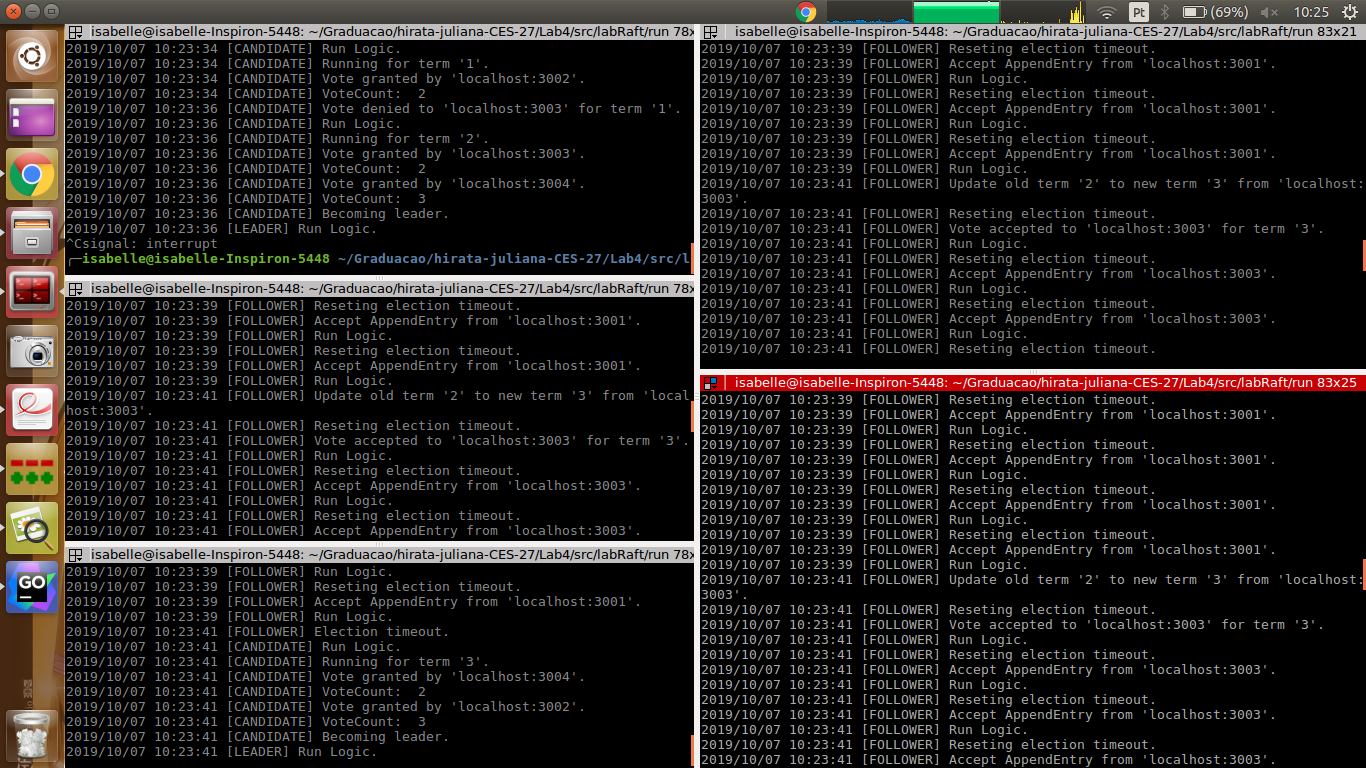 Pt
(69%)
10:25
isabelle@isabelle-Inspiron-5448: ~/Graduacao/hirata-juliana-CES-27/Lab4/src/labRaft/run 78x
2019/10/07 10:23:34 [CANDIDATE] Run Logic.
2019/10/07 10:23:34 [CANDIDATE] Running for term '1'.
2019/10/07 10:23:34 [CANDIDATE] Vote granted by 'localhost:3002'.
2019/10/07 10:23:34 [CANDIDATE] VoteCount:  2
2019/10/07 10:23:36 [CANDIDATE] Vote denied to 'localhost:3003' for term '1'.
2019/10/07 10:23:36 [CANDIDATE] Run Logic.
2019/10/07 10:23:36 [CANDIDATE] Running for term '2'.
2019/10/07 10:23:36 [CANDIDATE] Vote granted by 'localhost:3003'.
2019/10/07 10:23:36 [CANDIDATE] VoteCount:  2
2019/10/07 10:23:36 [CANDIDATE] Vote granted by 'localhost:3004'.
2019/10/07 10:23:36 [CANDIDATE] VoteCount:  3
2019/10/07 10:23:36 [CANDIDATE] Becoming leader.
2019/10/07 10:23:36 [LEADER] Run Logic.
^Csignal: interrupt
isabelle@isabelle-Inspiron-5448 ~/Graduacao/hirata-juliana-CES-27/Lab4/src/l
isabelle@isabelle-Inspiron-5448: ~/Graduacao/hirata-juliana-CES-27/Lab4/src/labRaft/run 78x
2019/10/07 10:23:39 [FOLLOWER] Reseting election timeout.
2019/10/07 10:23:39 [FOLLOWER] Accept AppendEntry from 'localhost:3001'.
2019/10/07 10:23:39 [FOLLOWER] Run Logic.
2019/10/07 10:23:39 [FOLLOWER] Reseting election timeout.
2019/10/07 10:23:39 [FOLLOWER] Accept AppendEntry from 'localhost:3001'.
2019/10/07 10:23:39 [FOLLOWER] Run Logic.
2019/10/07 10:23:41 [FOLLOWER] Update old term '2' to new term '3' from 'local
host:3003'.
2019/10/07 10:23:41 [FOLLOWER] Reseting election timeout.
2019/10/07 10:23:41 [FOLLOWER] Vote accepted to 'localhost:3003' for term '3'.
2019/10/07 10:23:41 [FOLLOWER] Run Logic.
2019/10/07 10:23:41 [FOLLOWER] Reseting election timeout.
2019/10/07 10:23:41 [FOLLOWER] Accept AppendEntry from 'localhost:3003'.
2019/10/07 10:23:41 [FOLLOWER] Run Logic.
2019/10/07 10:23:41 [FOLLOWER] Reseting election timeout.
2019/10/07 10:23:41 [FOLLOWER] Accept AppendEntry from 'localhost:3003'.
isabelle@isabelle-Inspiron-5448: ~/Graduacao/hirata-juliana-CES-27/Lab4/src/labRaft/run 78x
2019/10/07 10:23:39 [FOLLOWER] Run Logic.
2019/10/07 10:23:39 [FOLLOWER] Reseting election timeout.
2019/10/07 10:23:39 [FOLLOWER] Accept AppendEntry from 'localhost:3001'.
2019/10/07 10:23:39 [FOLLOWER] Run Logic.
2019/10/07 10:23:41 [FOLLOWER] Election timeout.
2019/10/07 10:23:41 [CANDIDATE] Run Logic.
2019/10/07 10:23:41 [CANDIDATE] Running for term '3'.
2019/10/07 10:23:41 [CANDIDATE] Vote granted by 'localhost:3004'.
2019/10/07 10:23:41 [CANDIDATE] VoteCount:  2
2019/10/07 10:23:41 [CANDIDATE] Vote granted by 'localhost:3002'.
2019/10/07 10:23:41 [CANDIDATE] VoteCount:  3
2019/10/07 10:23:41 [CANDIDATE] Becoming leader.
2019/10/07 10:23:41 [LEADER] Run Logic.
isabelle@isabelle-Inspiron-5448: ~/Graduacao/hirata-juliana-CES-27/Lab4/src/labRaft/run 83x21
2019/10/07 10:23:39 [FOLLOWER] Reseting election timeout.
2019/10/07 10:23:39 [FOLLOWER] Accept AppendEntry from 'localhost:3001'.
2019/10/07 10:23:39 [FOLLOWER] Run Logic.
2019/10/07 10:23:39 [FOLLOWER] Reseting election timeout.
2019/10/07 10:23:39 [FOLLOWER] Accept AppendEntry from 'localhost:3001'.
2019/10/07 10:23:39 [FOLLOWER] Run Logic.
2019/10/07 10:23:39 [FOLLOWER] Reseting election timeout.
2019/10/07 10:23:39 [FOLLOWER] Accept AppendEntry from 'localhost:3001'.
2019/10/07 10:23:39 [FOLLOWER] Run Logic.
2019/10/07 10:23:41 [FOLLOWER] Update old term '2' to new term '3' from 'localhost:
3003'.
2019/10/07 10:23:41 [FOLLOWER] Reseting election timeout.
2019/10/07 10:23:41 [FOLLOWER] Vote accepted to 'localhost:3003' for term '3'.
2019/10/07 10:23:41 [FOLLOWER] Run Logic.
2019/10/07 10:23:41 [FOLLOWER] Reseting election timeout.
2019/10/07 10:23:41 [FOLLOWER] Accept AppendEntry from 'localhost:3003'.
2019/10/07 10:23:41 [FOLLOWER] Run Logic.
2019/10/07 10:23:41 [FOLLOWER] Reseting election timeout.
2019/10/07 10:23:41 [FOLLOWER] Accept AppendEntry from 'localhost:3003'.
2019/10/07 10:23:41 [FOLLOWER] Run Logic.
2019/10/07 10:23:41 [FOLLOWER] Reseting election timeout.
isabelle@isabelle-Inspiron-5448: ~/Graduacao/hirata-juliana-CES-27/Lab4/src/labRaft/run 83x25
2019/10/07 10:23:39 [FOLLOWER] Reseting election timeout.
2019/10/07 10:23:39 [FOLLOWER] Accept AppendEntry from 'localhost:3001'.
2019/10/07 10:23:39 [FOLLOWER] Run Logic.
2019/10/07 10:23:39 [FOLLOWER] Reseting election timeout.
2019/10/07 10:23:39 [FOLLOWER] Accept AppendEntry from 'localhost:3001'.
2019/10/07 10:23:39 [FOLLOWER] Run Logic.
2019/10/07 10:23:39 [FOLLOWER] Reseting election timeout.
2019/10/07 10:23:39 [FOLLOWER] Accept AppendEntry from 'localhost:3001'.
2019/10/07 10:23:39 [FOLLOWER] Run Logic.
2019/10/07 10:23:39 [FOLLOWER] Reseting election timeout.
2019/10/07 10:23:39 [FOLLOWER] Accept AppendEntry from 'localhost:3001'.
2019/10/07 10:23:39 [FOLLOWER] Run Logic.
2019/10/07 10:23:41 [FOLLOWER] Update old term '2' to new term '3' from 'localhost:
3003'.
2019/10/07 10:23:41 [FOLLOWER] Reseting election timeout.
2019/10/07 10:23:41 [FOLLOWER] Vote accepted to 'localhost:3003' for term '3'.
2019/10/07 10:23:41 [FOLLOWER] Run Logic.
2019/10/07 10:23:41 [FOLLOWER] Reseting election timeout.
2019/10/07 10:23:41 [FOLLOWER] Accept AppendEntry from 'localhost:3003'.
2019/10/07 10:23:41 [FOLLOWER] Run Logic.
2019/10/07 10:23:41 [FOLLOWER] Reseting election timeout.
2019/10/07 10:23:41 [FOLLOWER] Accept AppendEntry from 'localhost:3003'.
2019/10/07 10:23:41 [FOLLOWER] Run Logic.
2019/10/07 10:23:41 [FOLLOWER] Reseting election timeout.
2019/10/07 10:23:41 [FOLLOWER] Accept AppendEntry from 'localhost:3003'.
GO